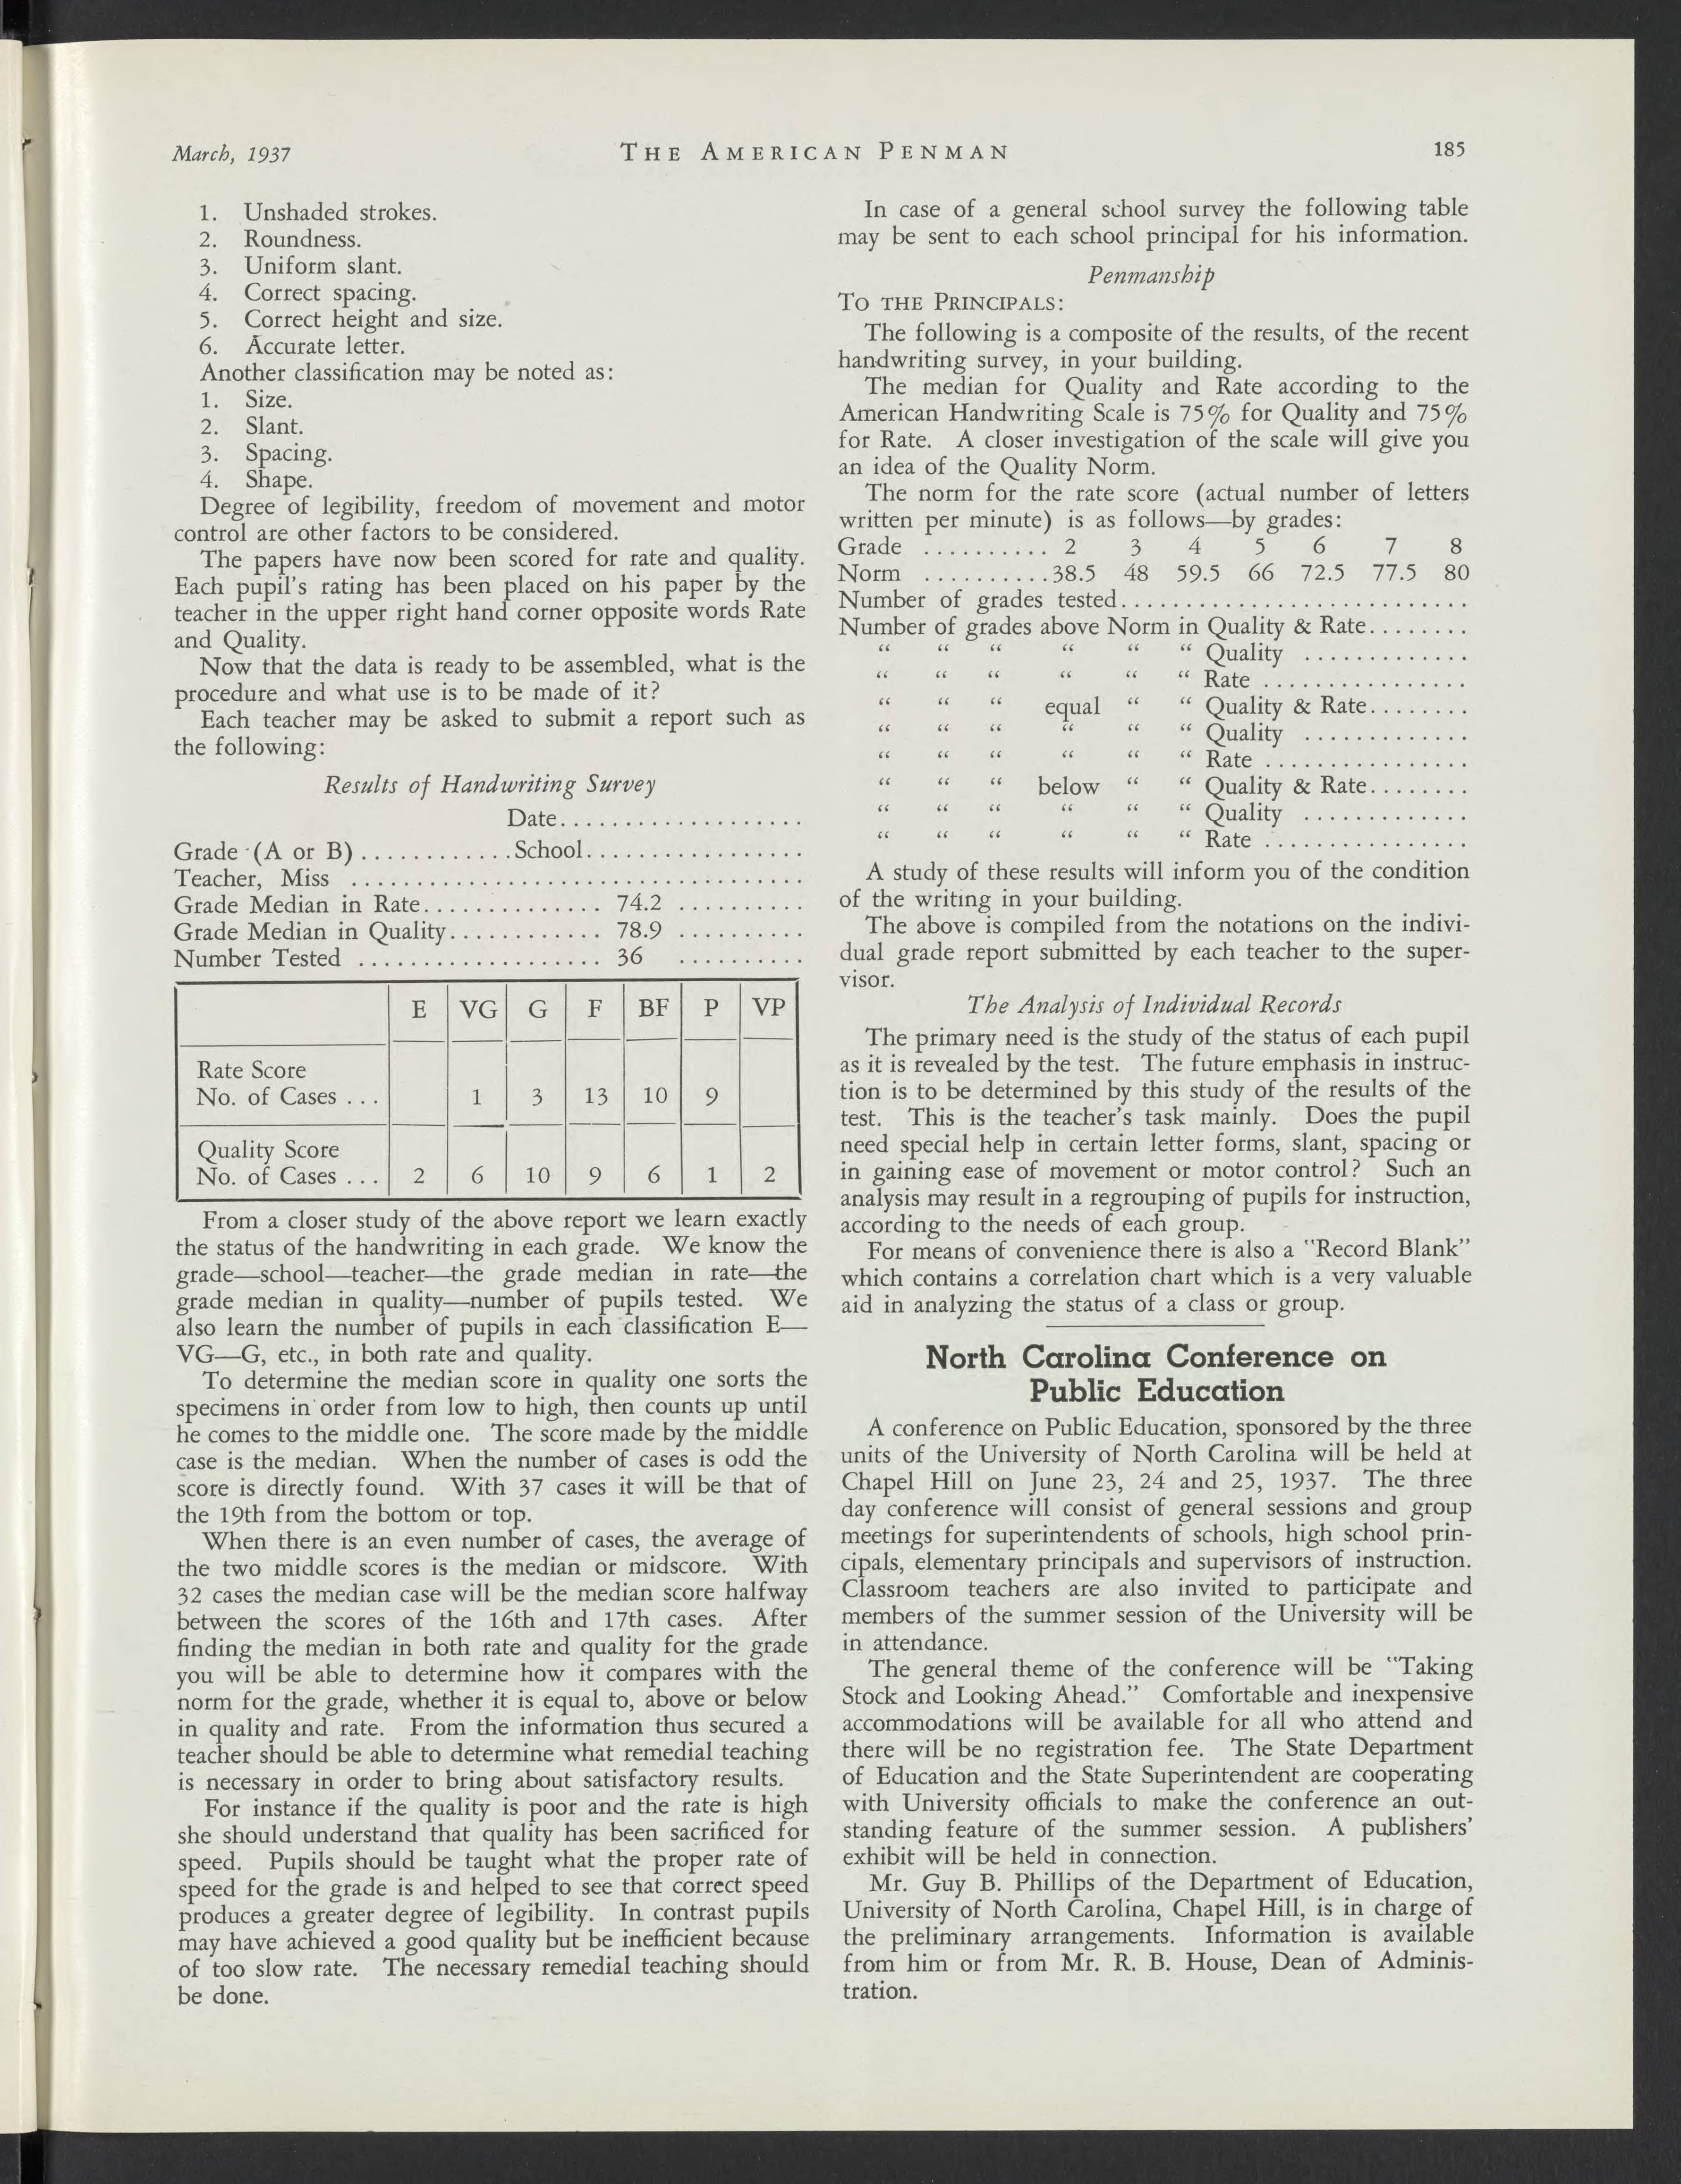 March, 1937
THE AMERICAN PENMAN
185
1. Unshaded strokes.
2. Roundness.
3. Uniform slant.
4. Correct spacing.
5. Correct height and size.
6. Accurate letter.
Another classification may be noted as:
1. Size.
2. Slant.
3. Spacing.
4. Shape.
Degree of legibility, freedom of movement and motor
control are other factors to be considered.
The papers have now been scored for rate and quality.
Each pupil's rating has been placed on his paper by the
teacher in the upper right hand corner opposite words Rate
and Quality.
Now that the data is ready to be assembled, what is the
procedure and what use is to be made of it?
Each teacher may be asked to submit a report such as
the following:
Results of Handwriting Survey
Date...................
Grade (A or B) ............School.................
Teacher, Miss ...................................
Grade Median in Rate.............. 74.2 ..........
Grade Median in Quality............ 78.9 ..........
Number Tested ................... 36 ..........
E VG G F BF P VP
Rate Score
No. of Cases ... 1 3 13 10 9
Quality Score
No. of Cases ... 2 6 10 9 6 1 2
From a closer study of the above report we learn exactly
the status of the handwriting in each grade. We know the
grade—school—teacher—the grade median in rate—the
grade median in quality—number of pupils tested. We
also learn the number of pupils in each classification E—
VG—G, etc., in both rate and quality.
To determine the median score in quality one sorts the
specimens in order from low to high, then counts up until
he comes to the middle one. The score made by the middle
case is the median. When the number of cases is odd the
score is directly found. With 37 cases it will be that of
the 19th from the bottom or top.
When there is an even number of cases, the average of
the two middle scores is the median or midscore. With
32 cases the median case will be the median score halfway
between the scores of the 16th and 17th cases. After
finding the median in both rate and quality for the grade
you will be able to determine how it compares with the
norm for the grade, whether it is equal to, above or below
in quality and rate. From the information thus secured a
teacher should be able to determine what remedial teaching
is necessary in order to bring about satisfactory results.
For instance if the quality is poor and the rate is high
she should understand that quality has been sacrificed for
speed. Pupils should be taught what the proper rate of
speed for the grade is and helped to see that correct speed
produces a greater degree of legibility. In contrast pupils
may have achieved a good quality but be inefficient because
of too slow rate. The necessary remedial teaching should
be done.
In case of a general school survey the following table
may be sent to each school principal for his information.
Penmanship
TO THE PRINCIPALS:
The following is a composite of the results, of the recent
handwriting survey, in your building.
The median for Quality and Rate according to the
American Handwriting Scale is 75% for Quality and 75%
for Rate. A closer investigation of the scale will give you
an idea of the Quality Norm.
The norm for the rate score (actual number of letters
written per minute) is as follows—by grades:
Grade .......... 2 3 4 5 6 7 8
Norm ..........38.5 48 59.5 66 72.5 77.5 80
Number of grades tested...........................
Number of grades above Norm in Quality & Rate........
“ “ “ “ “ “ Quality .............
“ “ “ “ “ “ Rate ................
“ “ “ equal “ “ Quality & Rate........
“ “ “ “ “ “ Quality .............
“ “ “ “ “ “ Rate ................
“ “ “ below “ “ Quality & Rate........
“ “ “ “ “ “ Quality .............
“ “ “ “ “ “ Rate ................
A study of these results will inform you of the condition
of the writing in your building.
The above is compiled from the notations on the indivi-
dual grade report submitted by each teacher to the super-
visor.
The Analysis of Individual Records
The primary need is the study of the status of each pupil
as it is revealed by the test. The future emphasis in instruc-
tion is to be determined by this study of the results of the
test. This is the teacher's task mainly. Does the pupil
need special help in certain letter forms, slant, spacing or
in gaining ease of movement or motor control? Such an
analysis may result in a regrouping of pupils for instruction,
according to the needs of each group.
For means of convenience there is also a “Record Blank”
which contains a correlation chart which is a very valuable
aid in analyzing the status of a class or group.
North Carolina Conference on
Public Education
A conference on Public Education, sponsored by the three
units of the University of North Carolina will be held at
Chapel Hill on June 23, 24 and 25, 1937. The three
day conference will consist of general sessions and group
meetings for superintendents of schools, high school prin-
cipals, elementary principals and supervisors of instruction.
Classroom teachers are also invited to participate and
members of the summer session of the University will be
in attendance.
The general theme of the conference will be “Taking
Stock and Looking Ahead.” Comfortable and inexpensive
accommodations will be available for all who attend and
there will be no registration fee. The State Department
of Education and the State Superintendent are cooperating
with University officials to make the conference an out-
standing feature of the summer session. A publishers'
exhibit will be held in connection.
Mr. Guy B. Phillips of the Department of Education,
University of North Carolina, Chapel Hill, is in charge of
the preliminary arrangements. Information is available
from him or from Mr. R. B. House, Dean of Adminis-
tration.